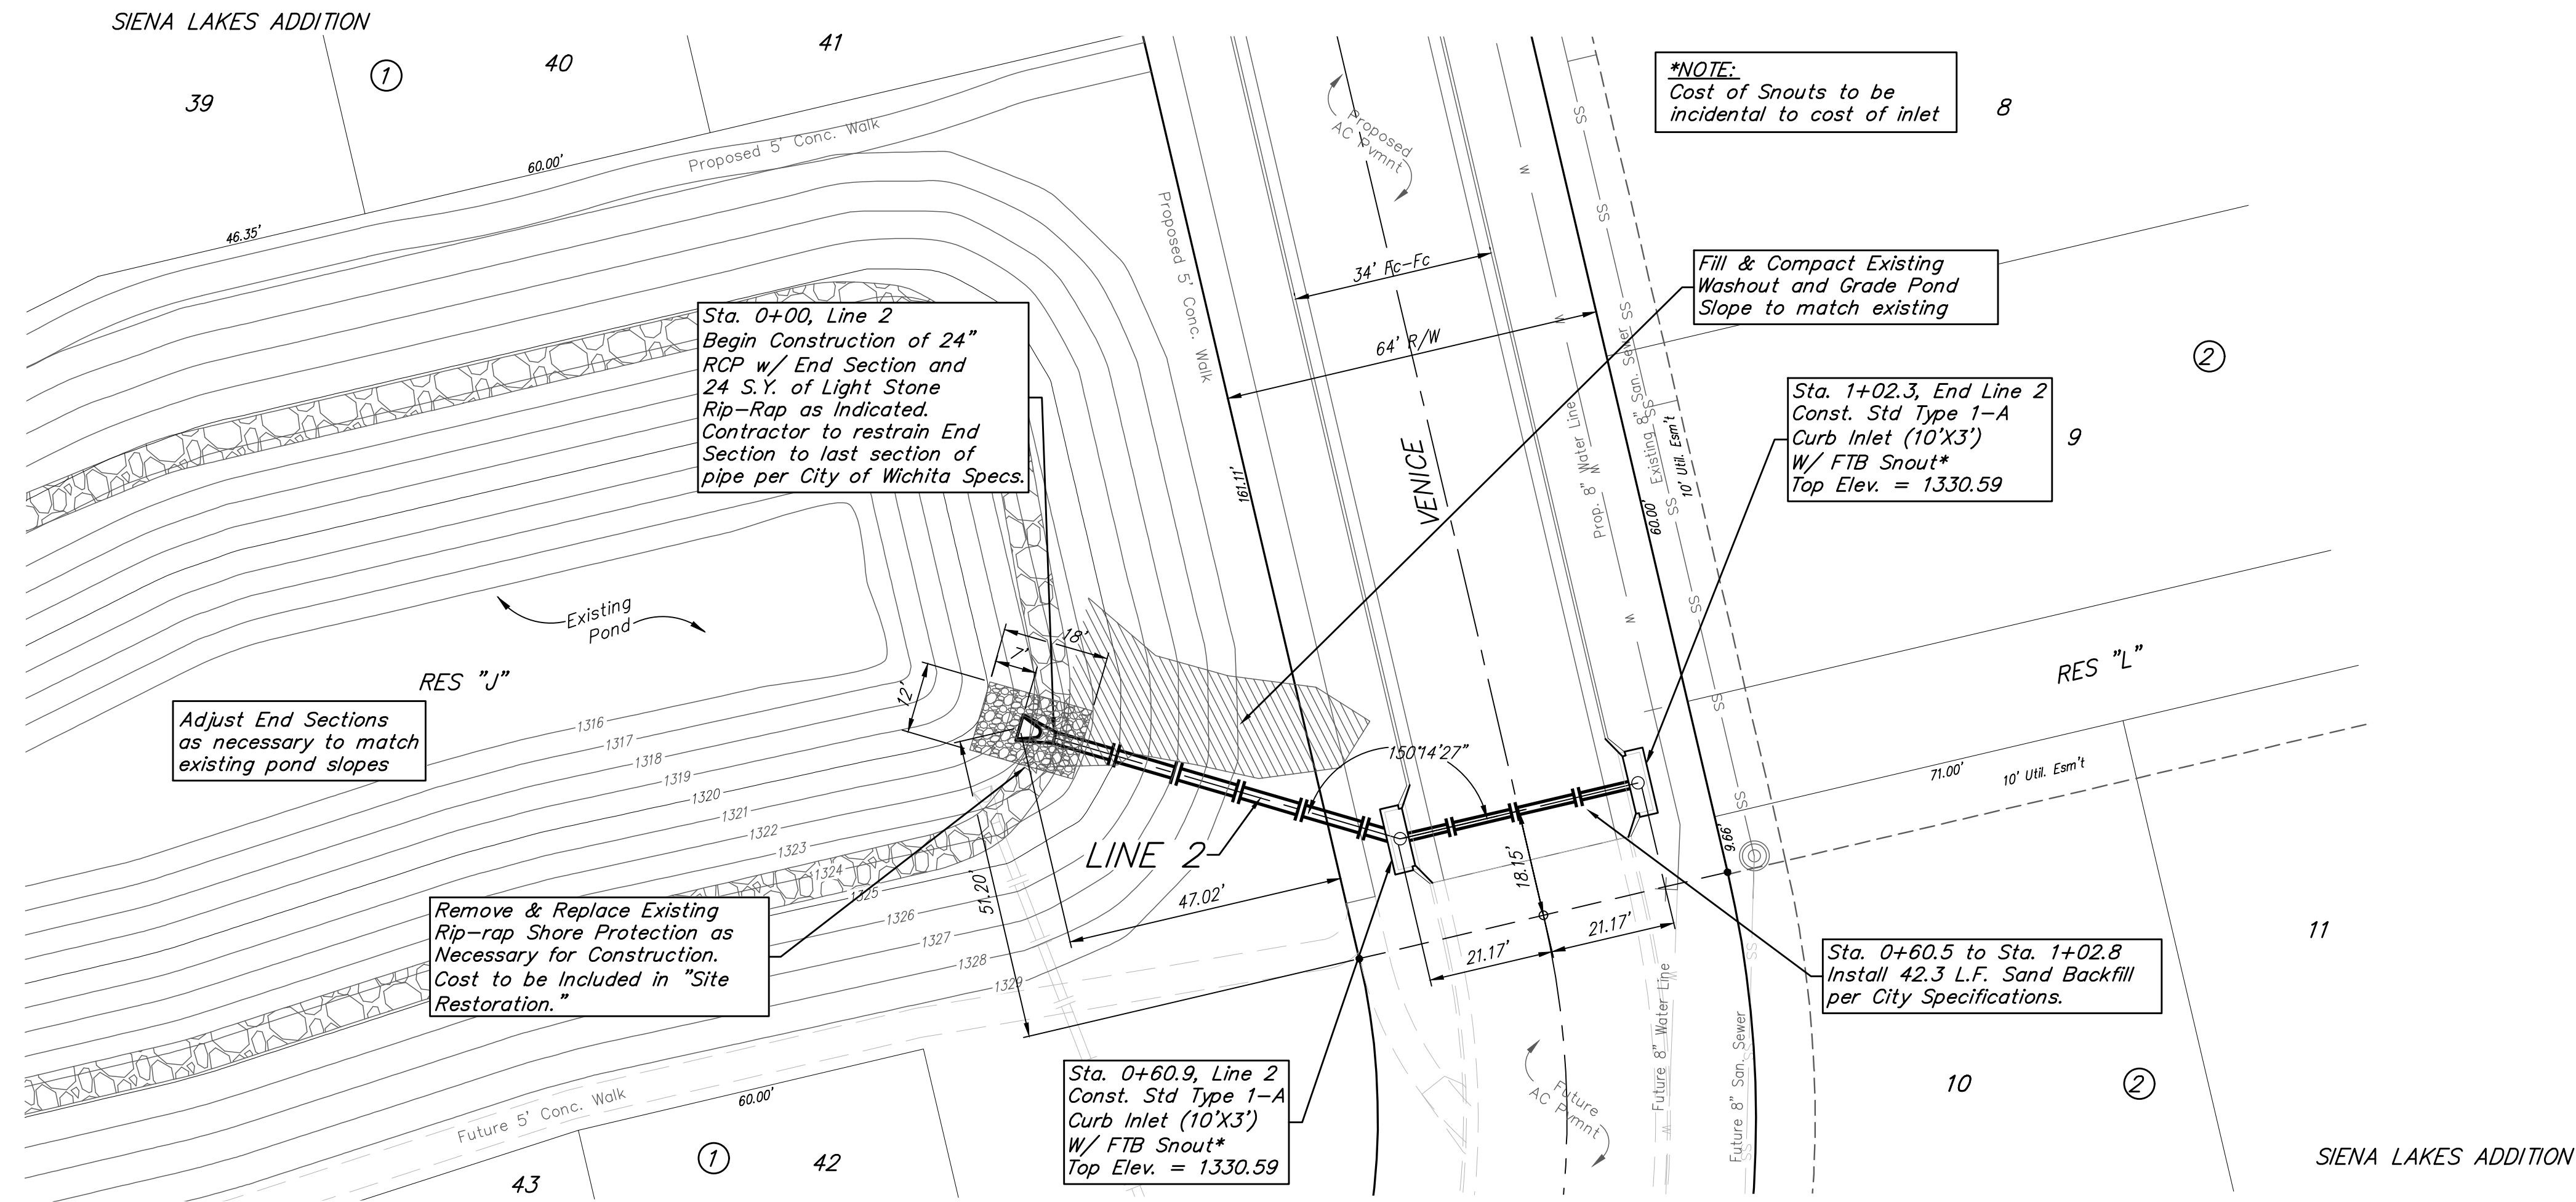 SIENA LAKES ADDITION
39
1
40
41
60.00'
46.35'
Proposed 5' Conc. Walk
Proposed
AC Pvmnt
*NOTE:
Cost of Snouts to be
incidental to cost of inlet
8
Proposed 5' Conc. Walk
W
SS
SS
34' Fc-Fc
64' R/W
Fill & Compact Existing
Washout and Grade Pond
Slope to match existing
2
Sta. 0+00, Line 2
Begin Construction of 24"
RCP w/ End Section and
24 S.Y. of Light Stone
Rip-Rap as Indicated.
Contractor to restrain End
Section to last section of
pipe per City of Wichita Specs.
Sta. 1+02.3, End Line 2
Const. Std Type 1-A
Curb Inlet (10'X3')
W/ FTB Snout*
Top Elev. = 1330.59
9
161.11'
VENICE
Prop. 8" Water Line
W
W
Existing 8" San. Sewer
SS
SS
SS
10' Util. Esm't
60.00'
W
SS
SS
Existing
Pond
RES "J"
18'
7'
12'
Adjust End Sections
as necessary to match
existing pond slopes
1316
1317
1318
1319
1320
1321
1322
1323
1324
1325
1326
1327
1328
1329
150°14'27"
RES "L"
71.00'
10' Util. Esm't
SS
9.66'
LINE 2
51.20'
47.02'
18.15'
21.17'
21.17'
Remove & Replace Existing
Rip-rap Shore Protection as
Necessary for Construction.
Cost to be Included in "Site
Restoration."
Sta. 0+60.5 to Sta. 1+02.8
Install 42.3 L.F. Sand Backfill
per City Specifications.
11
Sta. 0+60.9, Line 2
Const. Std Type 1-A
Curb Inlet (10'X3')
W/ FTB Snout*
Top Elev. = 1330.59
Future
AC Pvmnt
Future 8" Water Line
W
W
Future 8" San. Sewer
SS
SS
10
2
Future 5' Conc. Walk
60.00'
43
1
42
SIENA LAKES ADDITION